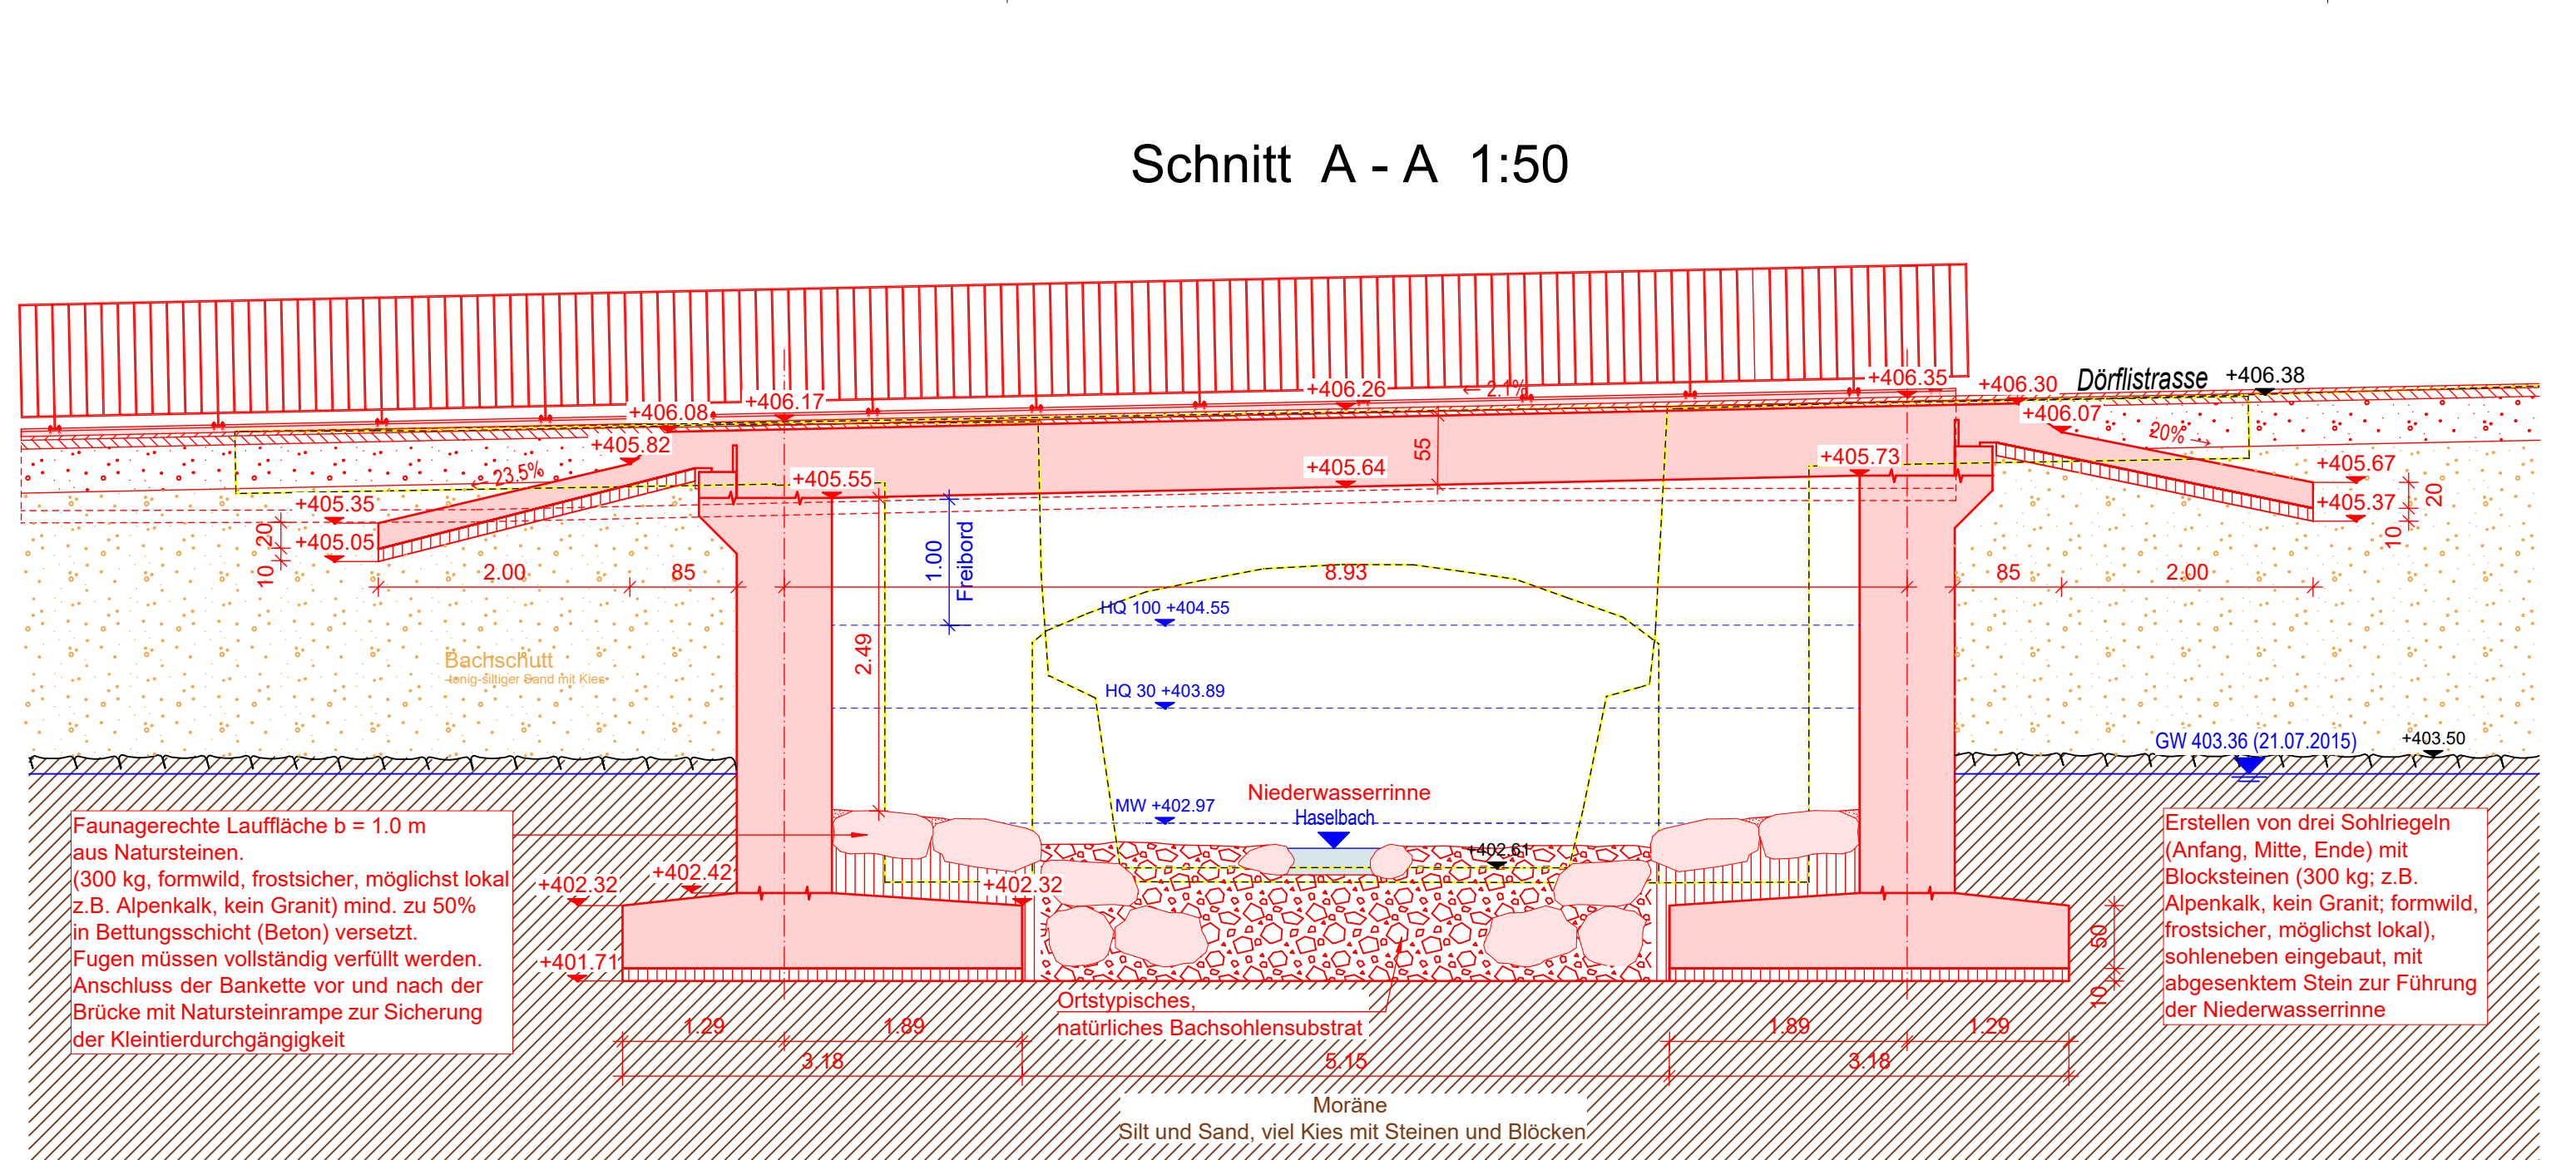 Schnitt A - A 1:50
+406.08
+406.17
+406.26
← 2.1%
+406.35
+406.30
Dörflistrasse
+406.38
+406.07
+405.82
← 23.5%
+405.55
+405.64
55
+405.73
20% →
+405.67
+405.37
20
10
+405.35
+405.05
20
10
2.00
85
8.93
85
2.00
1.00
Freibord
2.49
HQ 100 +404.55
HQ 30 +403.89
MW +402.97
Bachschutt
tonig-siltiger Sand mit Kies
GW 403.36 (21.07.2015)
+403.50
Niederwasserrinne
Haselbach
+402.61
Faunagerechte Lauffläche b = 1.0 m
aus Natursteinen.
(300 kg, formwild, frostsicher, möglichst lokal
z.B. Alpenkalk, kein Granit) mind. zu 50%
in Bettungsschicht (Beton) versetzt.
Fugen müssen vollständig verfüllt werden.
Anschluss der Bankette vor und nach der
Brücke mit Natursteinrampe zur Sicherung
der Kleintierdurchgängigkeit
+402.32
+402.42
+402.32
+401.71
Erstellen von drei Sohlriegeln
(Anfang, Mitte, Ende) mit
Blocksteinen (300 kg; z.B.
Alpenkalk, kein Granit; formwild,
frostsicher, möglichst lokal),
sohleneben eingebaut, mit
abgesenktem Stein zur Führung
der Niederwasserrinne
50
10
Ortstypisches,
natürliches Bachsohlensubstrat
1.29
1.89
1.89
1.29
3.18
5.15
3.18
Moräne
Silt und Sand, viel Kies mit Steinen und Blöcken